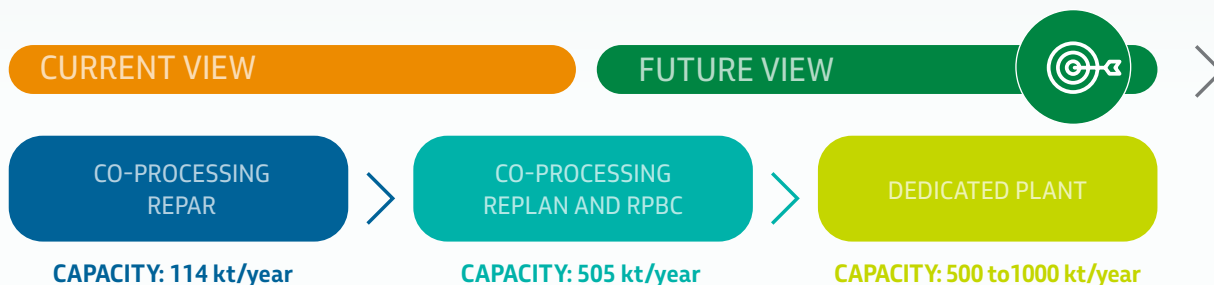 CURRENT VIEW
FUTURE VIEW
CO-PROCESSING
REPAR
CO-PROCESSING
REPLAN AND RPBC
DEDICATED PLANT
CAPACITY: 114 kt/year
CAPACITY: 505 kt/year
CAPACITY: 500 to1000 kt/year